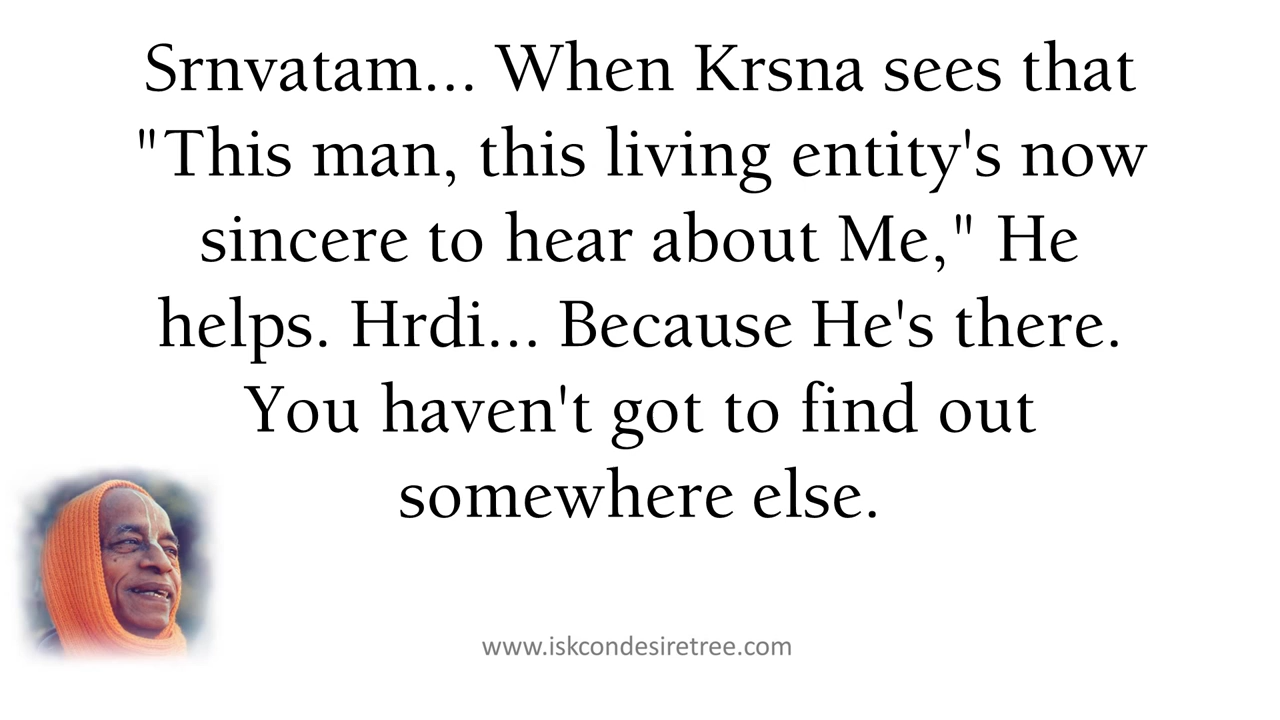 Srnvatam... When Krsna sees that
"This man, this living entity's now
sincere to hear about Me," He
helps. Hrdi... Because He's there.
You haven't got to find out
somewhere else.
www.iskcondesiretree.com